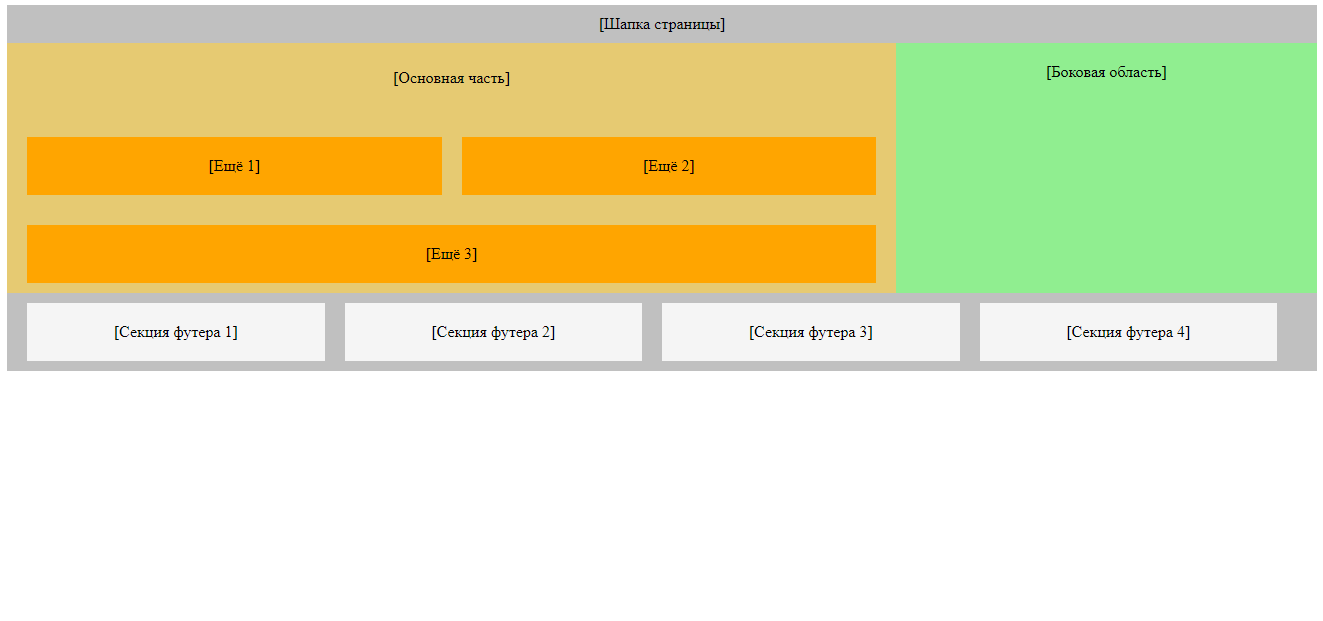 [Шапка страницы]
[Основная часть]
[Боковая область]
[Ещё 1]
[Ещё 2]
[Ещё 3]
[Секция футера 1]
[Секция футера 2]
[Секция футера 3]
[Секция футера 4]